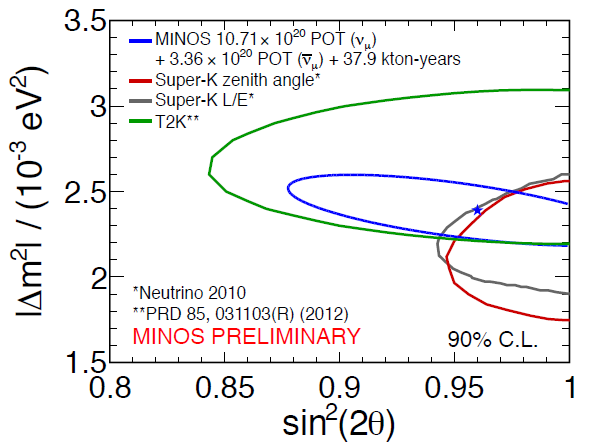 3.5
3
2.5
2
1.5
|Δm²| / (10⁻³ eV²)
MINOS 10.71 × 10²⁰ POT (νμ)
+ 3.36 × 10²⁰ POT (ν̅μ) + 37.9 kton-years
Super-K zenith angle*
Super-K L/E*
T2K**
*Neutrino 2010
**PRD 85, 031103(R) (2012)
MINOS PRELIMINARY
90% C.L.
0.8 0.85 0.9 0.95 1
sin²(2θ)